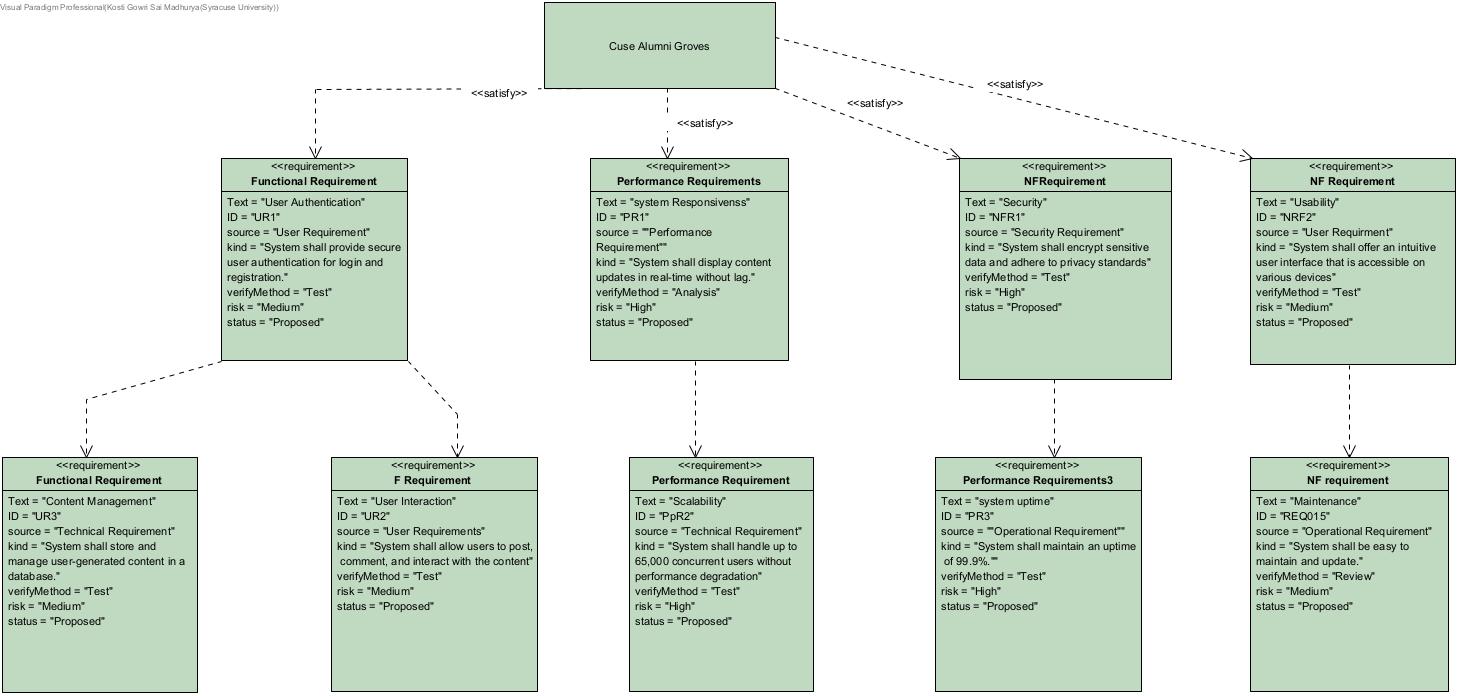 Visual Paradigm Professional(Kosti Gowri Sai Madhurya(Syracuse University))
Cuse Alumni Groves
<<satisfy>>
<<satisfy>>
<<satisfy>>
<<satisfy>>
<<requirement>>
Functional Requirement
Text = "User Authentication"
ID = "UR1"
source = "User Requirement"
kind = "System shall provide secure
user authentication for login and
registration."
verifyMethod = "Test"
risk = "Medium"
status = "Proposed"
<<requirement>>
Performance Requirements
Text = "system Responsivenss"
ID = "PR1"
source = ""Performance
Requirement""
kind = "System shall display content
updates in real-time without lag."
verifyMethod = "Analysis"
risk = "High"
status = "Proposed"
<<requirement>>
NFRequirement
Text = "Security"
ID = "NFR1"
source = "Security Requirement"
kind = "System shall encrypt sensitive
data and adhere to privacy standards"
verifyMethod = "Test"
risk = "High"
status = "Proposed"
<<requirement>>
NF Requirement
Text = "Usability"
ID = "NRF2"
source = "User Requirment"
kind = "System shall offer an intuitive
user interface that is accessible on
various devices"
verifyMethod = "Test"
risk = "Medium"
status = "Proposed"
<<requirement>>
Functional Requirement
Text = "Content Management"
ID = "UR3"
source = "Technical Requirement"
kind = "System shall store and
manage user-generated content in a
database."
verifyMethod = "Test"
risk = "Medium"
status = "Proposed"
<<requirement>>
F Requirement
Text = "User Interaction"
ID = "UR2"
source = "User Requirements"
kind = "System shall allow users to post,
comment, and interact with the content"
verifyMethod = "Test"
risk = "Medium"
status = "Proposed"
<<requirement>>
Performance Requirement
Text = "Scalability"
ID = "PpR2"
source = "Technical Requirement"
kind = "System shall handle up to
65,000 concurrent users without
performance degradation"
verifyMethod = "Test"
risk = "High"
status = "Proposed"
<<requirement>>
Performance Requirements3
Text = "system uptime"
ID = "PR3"
source = ""Operational Requirement""
kind = "System shall maintain an uptime
of 99.9%.""
verifyMethod = "Test"
risk = "High"
status = "Proposed"
<<requirement>>
NF requirement
Text = "Maintenance"
ID = "REQ015"
source = "Operational Requirement"
kind = "System shall be easy to
maintain and update."
verifyMethod = "Review"
risk = "Medium"
status = "Proposed"